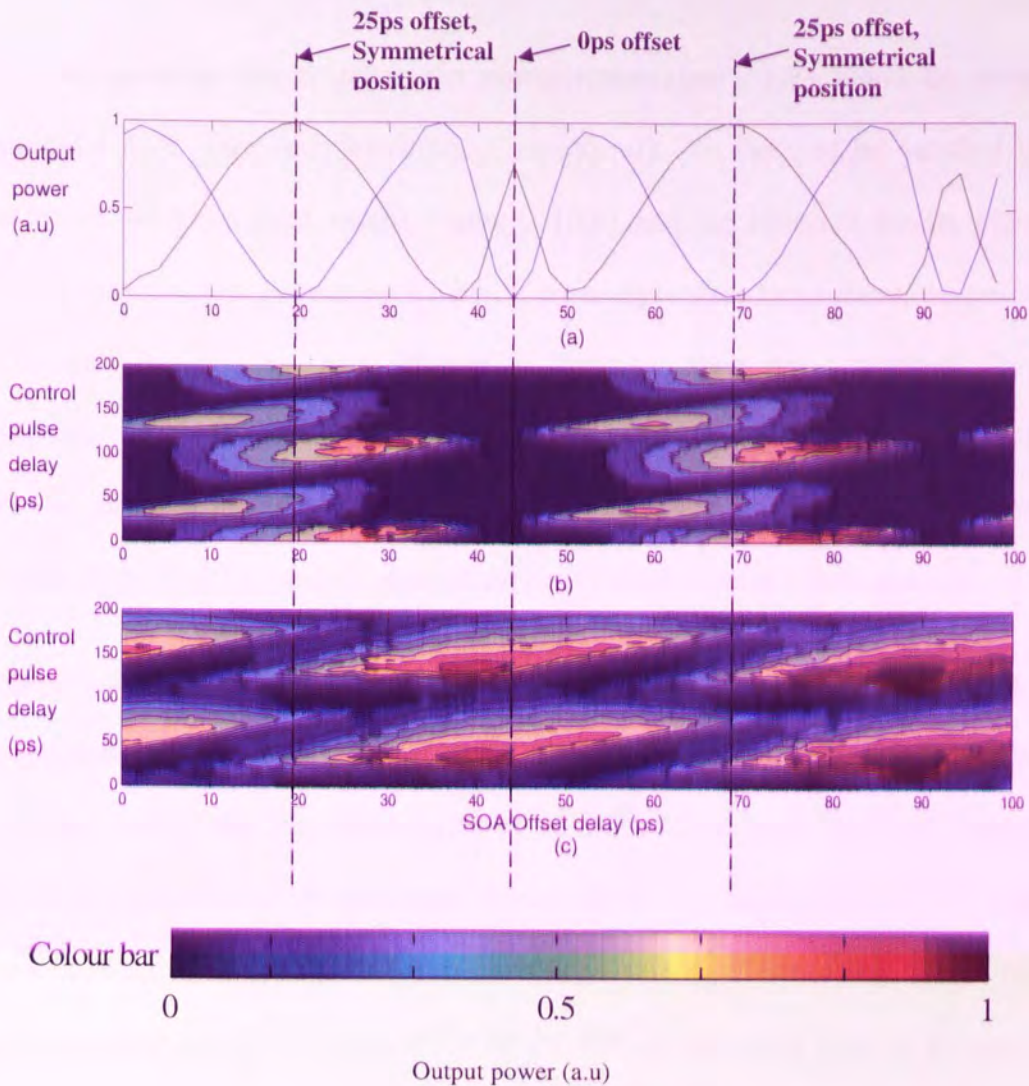 25ps offset,
Symmetrical
position
0ps offset
25ps offset,
Symmetrical
position
Output
power
(a.u)
1
0.5
0
0 10 20 30 40 50 60 70 80 90 100
(a)
Control
pulse
delay
(ps)
200
150
100
50
0
0 10 20 30 40 50 60 70 80 90 100
(b)
Control
pulse
delay
(ps)
200
150
100
50
0
0 10 20 30 40 50 60 70 80 90 100
SOA Offset delay (ps)
(c)
Colour bar
0 0.5 1
Output power (a.u)